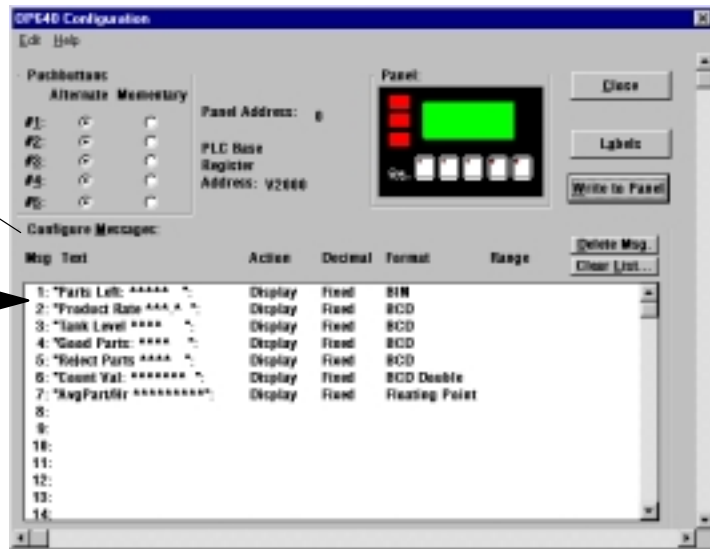 OP640 Configuration
Edit Help
Pushbuttons
Alternate Momentary
#1:
#2:
#3:
#4:
#5:
Panel Address: 0
PLC Base
Register
Address: V2000
Panel:
Close
Labels
Write to Panel
Configure Messages:
Delete Msg.
Clear List...
Msg Text Action Decimal Format Range
1: "Parts Left: ***** ": Display Fixed BIN
2: "Product Rate ***.* ": Display Fixed BCD
3: "Tank Level **** ": Display Fixed BCD
4: "Good Parts: **** ": Display Fixed BCD
5: "Reject Parts **** ": Display Fixed BCD
6: "Count Val: ******* ": Display Fixed BCD Double
7: "AvgPart/Hr *********": Display Fixed Floating Point
8:
9:
10:
11:
12:
13:
14: